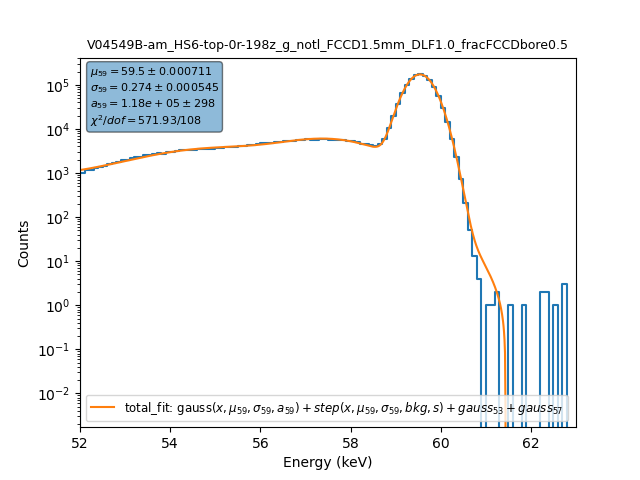 V04549B-am_HS6-top-0r-198z_g_notl_FCCD1.5mm_DLF1.0_fracFCCDbore0.5
μ₅₉ = 59.5 ± 0.000711
σ₅₉ = 0.274 ± 0.000545
a₅₉ = 1.18e + 05 ± 298
χ²/dof = 571.93/108
10⁵
10⁴
10³
10²
10¹
10⁰
10⁻¹
10⁻²
Counts
total_fit: gauss(x, μ₅₉, σ₅₉, a₅₉) + step(x, μ₅₉, σ₅₉, bkg, s) + gauss₅₃ + gauss₅₇
52 54 56 58 60 62
Energy (keV)